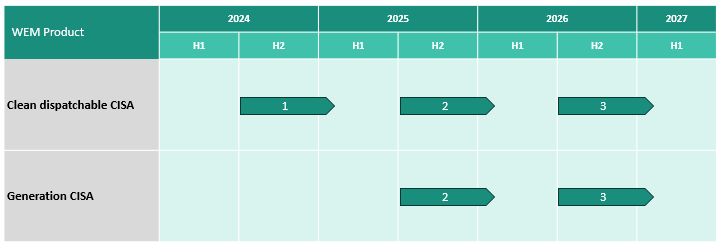 WEM Product
2024 2025 2026 2027
H1 H2 H1 H2 H1 H2 H1
Clean dispatchable CISA 1 2 3
Generation CISA 2 3